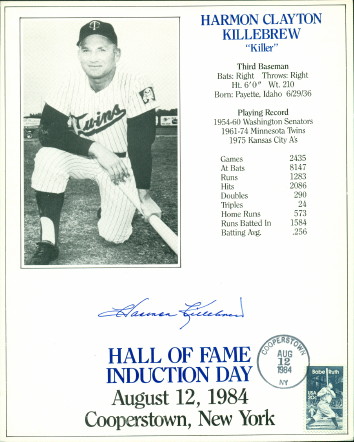 HARMON CLAYTON
KILLEBREW
"Killer"
Third Baseman
Bats: Right Throws: Right
Ht. 6'0" Wt. 210
Born: Payette, Idaho 6/29/36
Playing Record
1954-60 Washington Senators
1961-74 Minnesota Twins
1975 Kansas City A's
Games 2435
At Bats 8147
Runs 1283
Hits 2086
Doubles 290
Triples 24
Home Runs 573
Runs Batted In 1584
Batting Avg. .256
Twins
Harmon Killebrew
HALL OF FAME
INDUCTION DAY
August 12, 1984
Cooperstown, New York
COOPERSTOWN
AUG
12
1984
NY
Babe Ruth
USA
20c